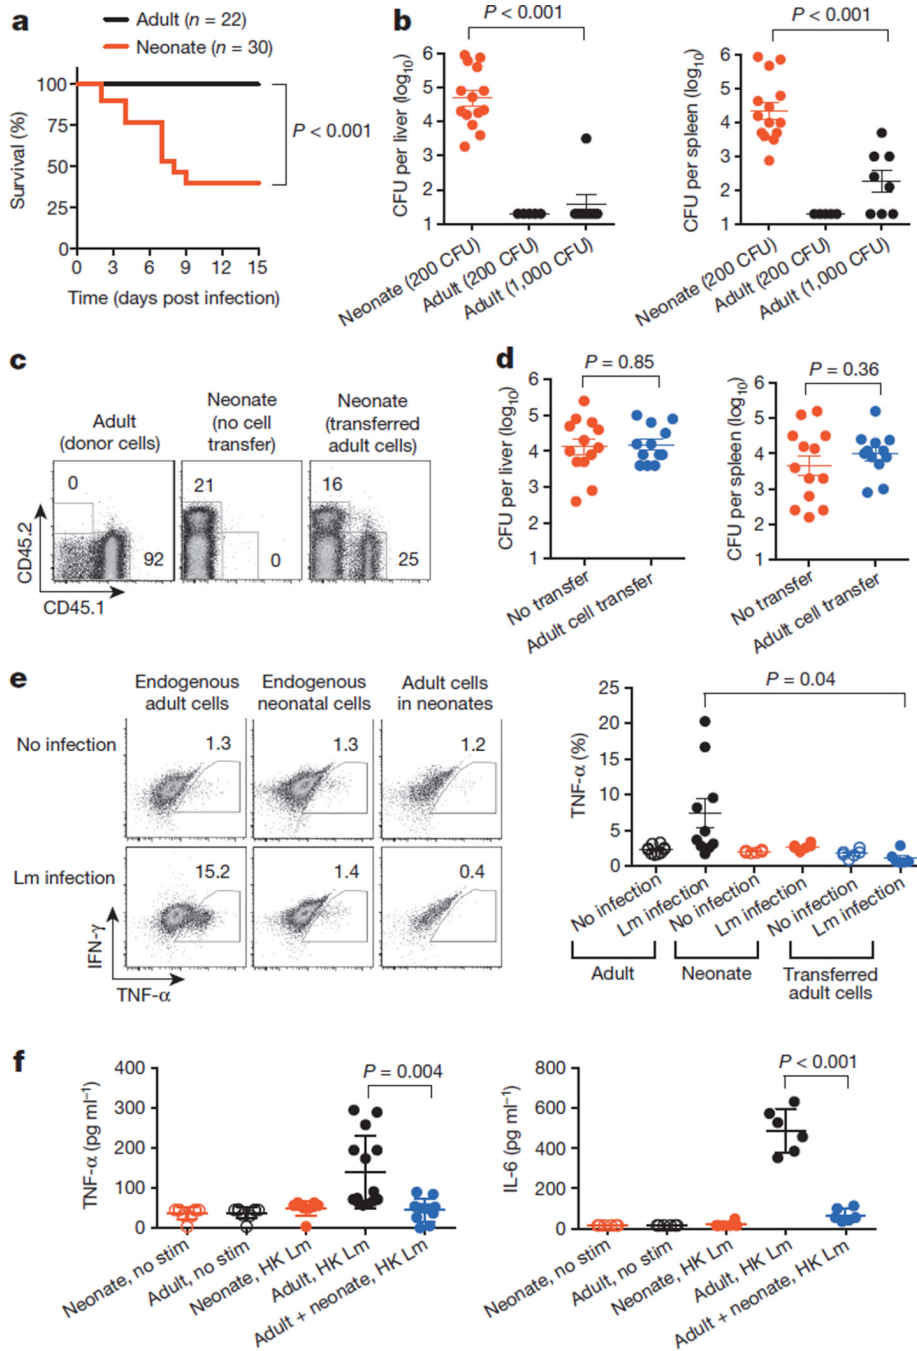 a
Adult (n = 22)
Neonate (n = 30)
Survival (%)
100
75
50
25
0
0 3 6 9 12 15
Time (days post infection)
P < 0.001
b
P < 0.001
CFU per liver (log10)
6
5
4
3
2
1
Neonate (200 CFU)
Adult (200 CFU)
Adult (1,000 CFU)
P < 0.001
CFU per spleen (log10)
6
5
4
3
2
1
Neonate (200 CFU)
Adult (200 CFU)
Adult (1,000 CFU)
c
Adult
(donor cells)
Neonate
(no cell
transfer)
Neonate
(transferred
adult cells)
0
92
21
0
16
25
CD45.2
CD45.1
d
P = 0.85
CFU per liver (log10)
6
5
4
3
2
1
No transfer
Adult cell transfer
P = 0.36
CFU per spleen (log10)
6
5
4
3
2
1
No transfer
Adult cell transfer
e
Endogenous
adult cells
Endogenous
neonatal cells
Adult cells
in neonates
No infection
1.3
1.3
1.2
Lm infection
15.2
1.4
0.4
IFN-γ
TNF-α
P = 0.04
TNF-α (%)
25
20
15
10
5
0
No infection
Lm infection
No infection
Lm infection
No infection
Lm infection
Adult
Neonate
Transferred
adult cells
f
P = 0.004
TNF-α (pg ml−1)
400
300
200
100
0
Neonate, no stim
Adult, no stim
Neonate, HK Lm
Adult, HK Lm
Adult + neonate, HK Lm
P < 0.001
IL-6 (pg ml−1)
800
600
400
200
0
Neonate, no stim
Adult, no stim
Neonate, HK Lm
Adult, HK Lm
Adult + neonate, HK Lm